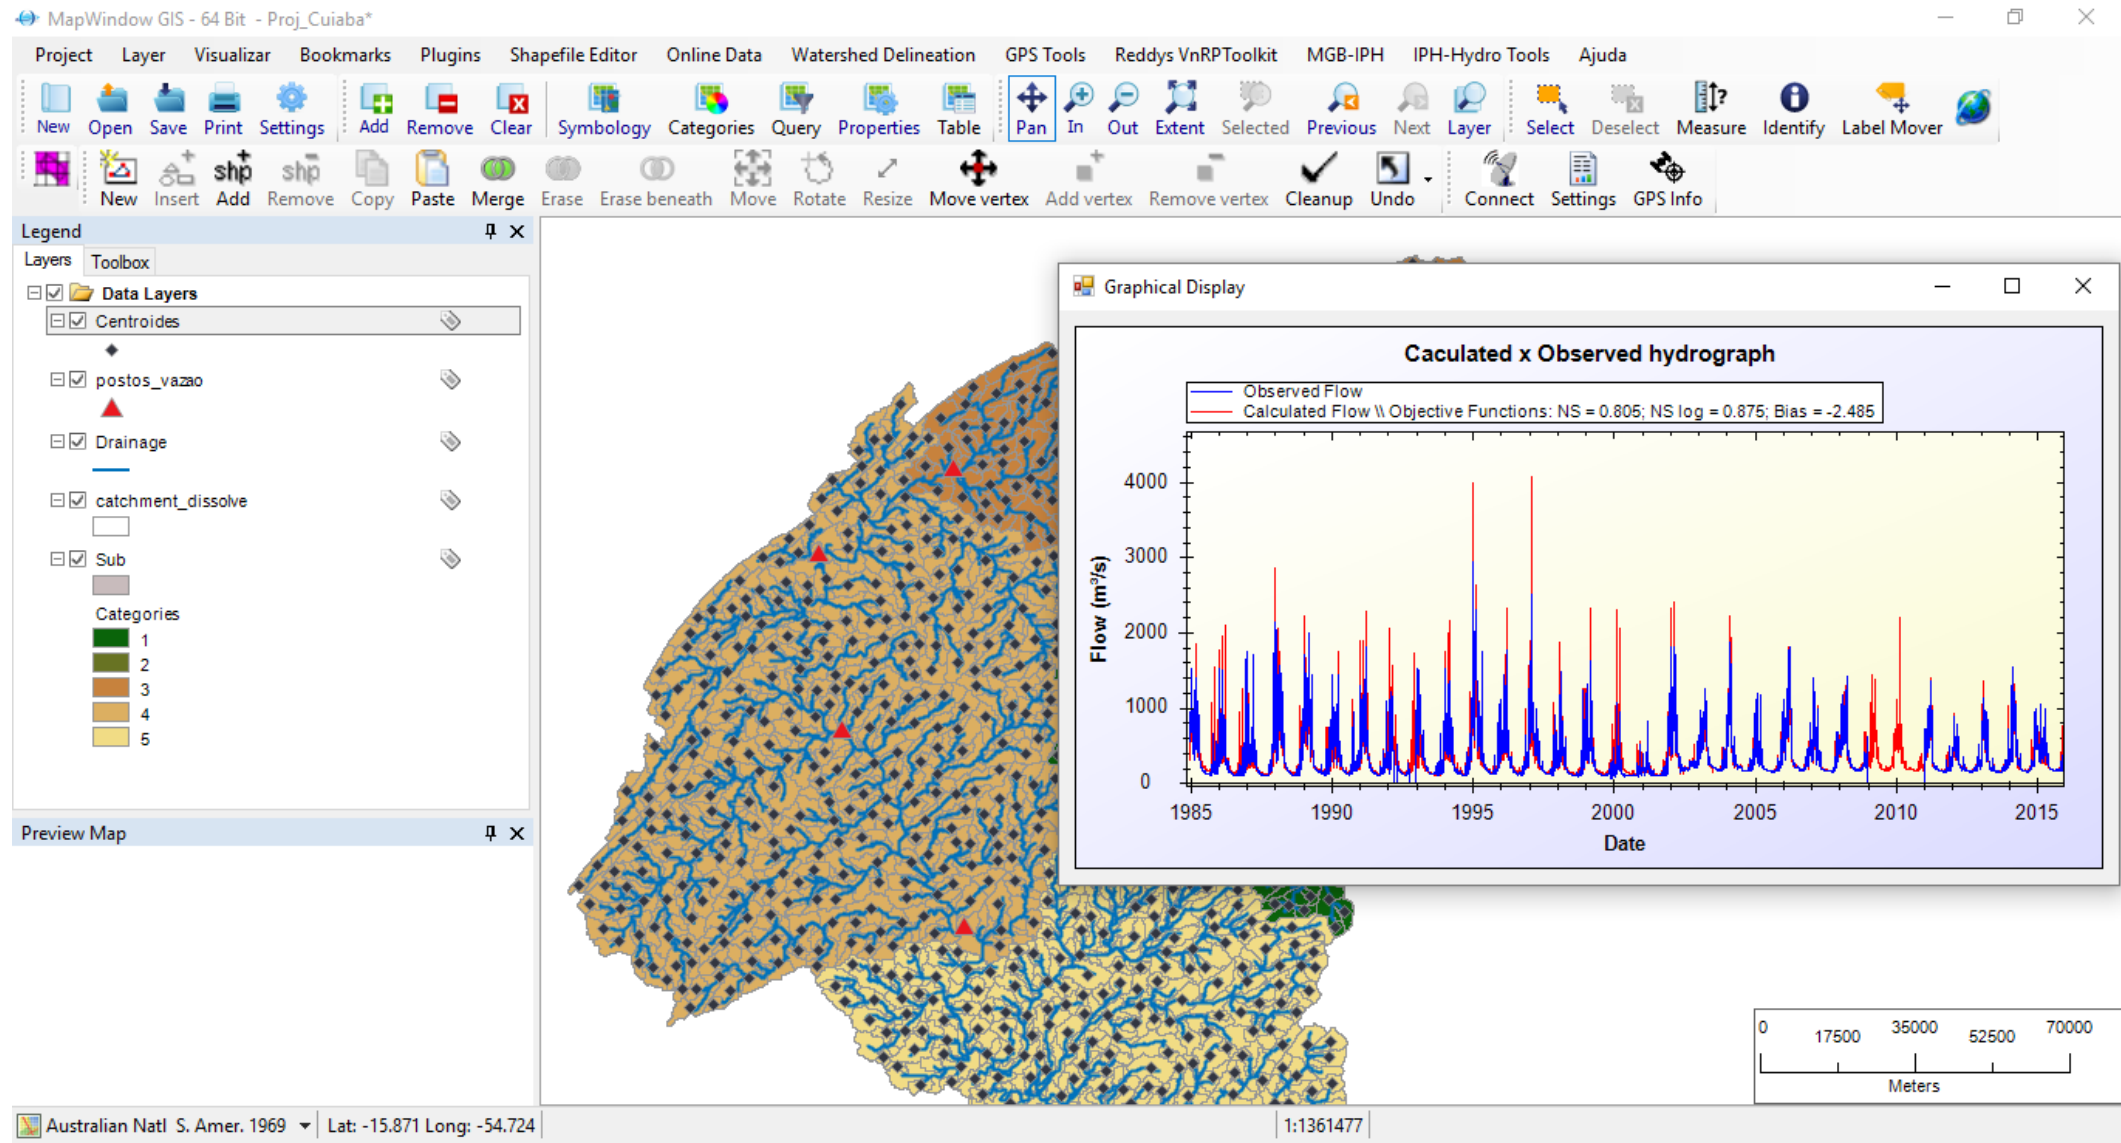 MapWindow GIS - 64 Bit - Proj_Cuiaba*
Project Layer Visualizar Bookmarks Plugins Shapefile Editor Online Data Watershed Delineation GPS Tools Reddys VnRPToolkit MGB-IPH IPH-Hydro Tools Ajuda
New Open Save Print Settings Add Remove Clear Symbology Categories Query Properties Table Pan In Out Extent Selected Previous Next Layer Select Deselect Measure Identify Label Mover
shp shp
New Insert Add Remove Copy Paste Merge Erase Erase beneath Move Rotate Resize Move vertex Add vertex Remove vertex Cleanup Undo Connect Settings GPS Info
Legend
Layers Toolbox
Data Layers
Centroides
postos_vazao
Drainage
catchment_dissolve
Sub
Categories
1
2
3
4
5
Preview Map
Graphical Display
Caculated x Observed hydrograph
Observed Flow
Calculated Flow \\ Objective Functions: NS = 0.805; NS log = 0.875; Bias = -2.485
Flow (m³/s)
4000
3000
2000
1000
0
1985 1990 1995 2000 2005 2010 2015
Date
0 17500 35000 52500 70000
Meters
Australian Natl S. Amer. 1969 Lat: -15.871 Long: -54.724 1:1361477